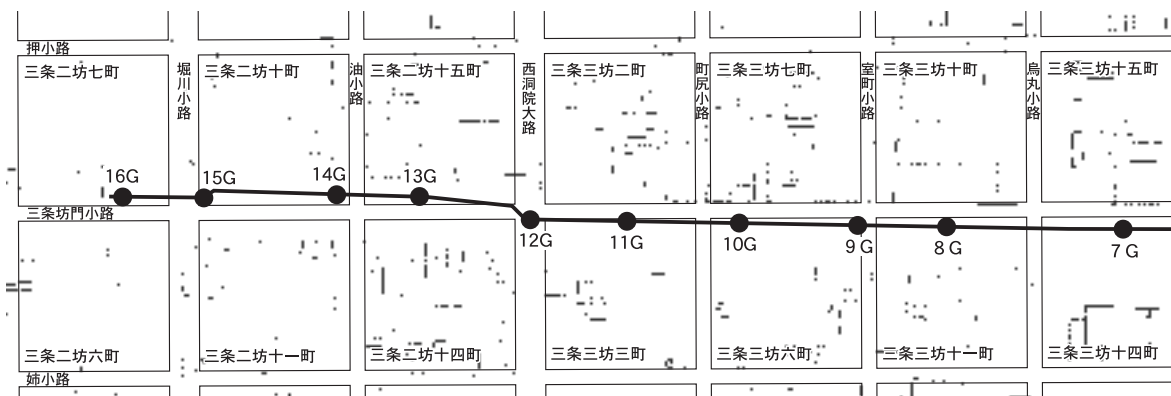 押小路
三条二坊七町
堀川小路
三条二坊十町
油小路
三条二坊十五町
西洞院大路
三条三坊二町
町尻小路
三条三坊七町
室町小路
三条三坊十町
烏丸小路
三条三坊十五町
16G
15G
14G
13G
三条坊門小路
12G
11G
10G
9G
8G
7G
三条二坊六町
三条二坊十一町
三条二坊十四町
三条三坊三町
三条三坊六町
三条三坊十一町
三条三坊十四町
姉小路